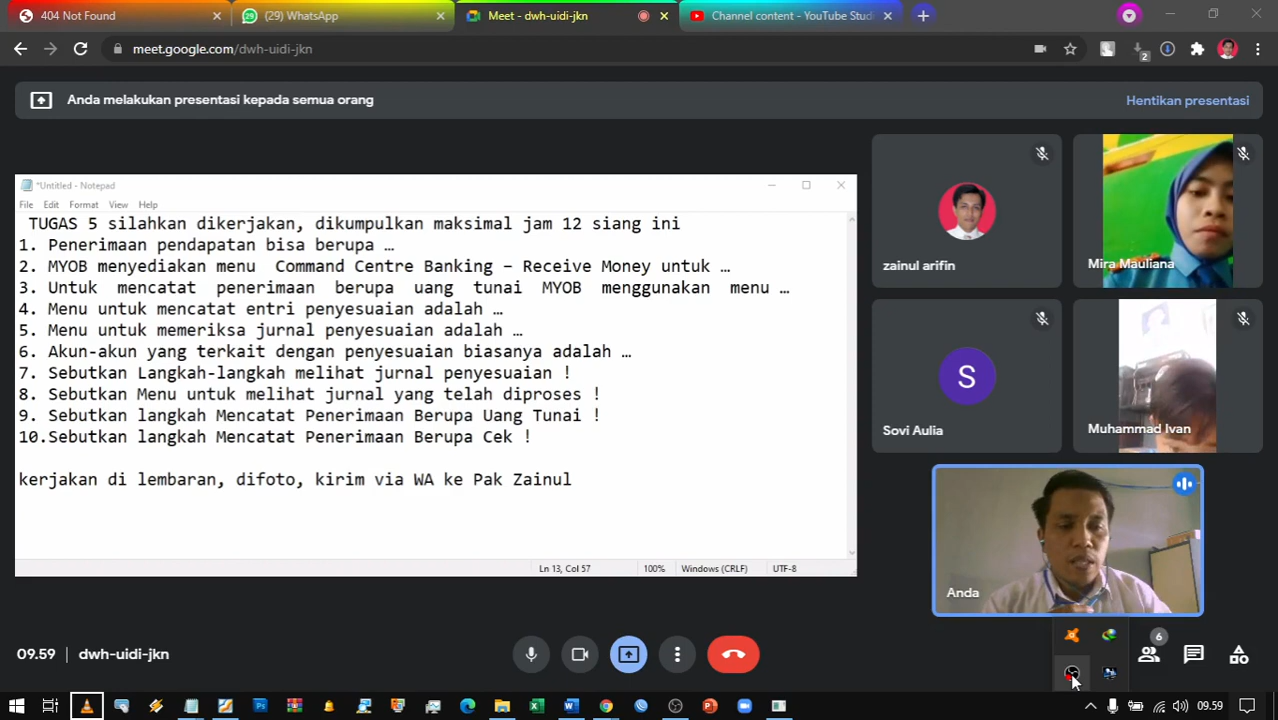 404 Not Found
(29) WhatsApp
Meet - dwh-uidi-jkn
Channel content - YouTube Stud
meet.google.com/dwh-uidi-jkn
2
Anda melakukan presentasi kepada semua orang
Hentikan presentasi
*Untitled - Notepad
File Edit Format View Help
TUGAS 5 silahkan dikerjakan, dikumpulkan maksimal jam 12 siang ini
1. Penerimaan pendapatan bisa berupa …
2. MYOB menyediakan menu Command Centre Banking – Receive Money untuk …
3. Untuk mencatat penerimaan berupa uang tunai MYOB menggunakan menu …
4. Menu untuk mencatat entri penyesuaian adalah …
5. Menu untuk memeriksa jurnal penyesuaian adalah …
6. Akun-akun yang terkait dengan penyesuaian biasanya adalah …
7. Sebutkan Langkah-langkah melihat jurnal penyesuaian !
8. Sebutkan Menu untuk melihat jurnal yang telah diproses !
9. Sebutkan langkah Mencatat Penerimaan Berupa Uang Tunai !
10.Sebutkan langkah Mencatat Penerimaan Berupa Cek !
kerjakan di lembaran, difoto, kirim via WA ke Pak Zainul
Ln 13, Col 57 100% Windows (CRLF) UTF-8
zainul arifin
Mira Mauliana
S
Sovi Aulia
Muhammad Ivan
Anda
09.59 | dwh-uidi-jkn
6
09.59